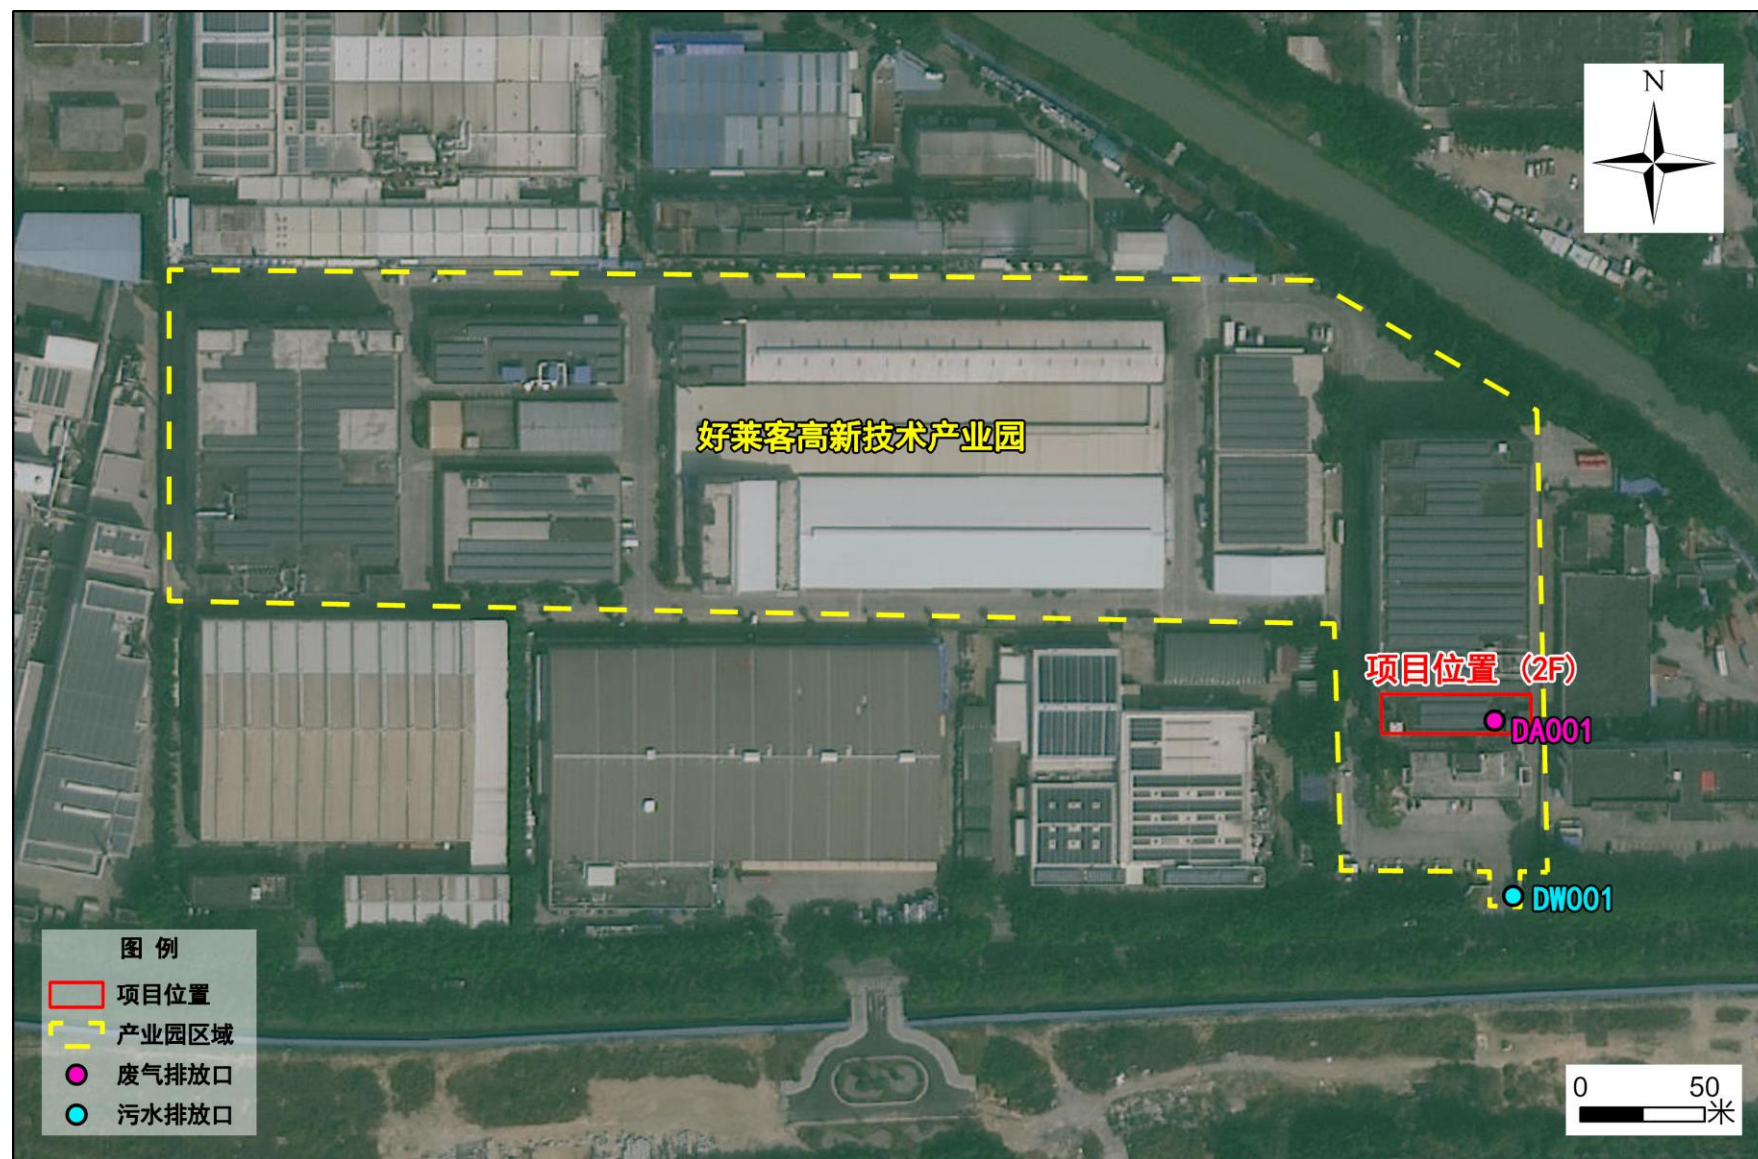 N
好莱客高新技术产业园
项目位置（2F）
DA001
DW001
图 例
项目位置
产业园区域
废气排放口
污水排放口
0 50
米